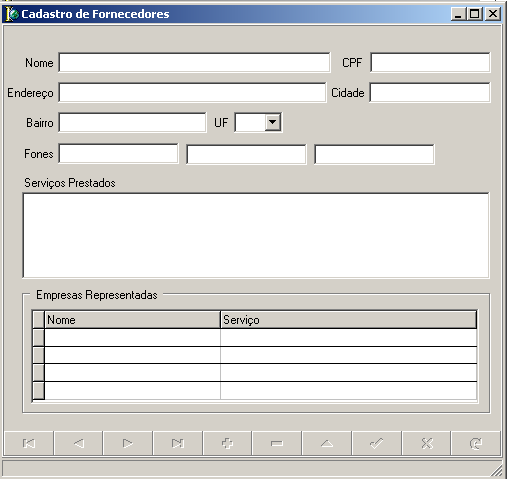 Cadastro de Fornecedores
Nome CPF
Endereço Cidade
Bairro UF
Fones
Serviços Prestados
Empresas Representadas
Nome Serviço